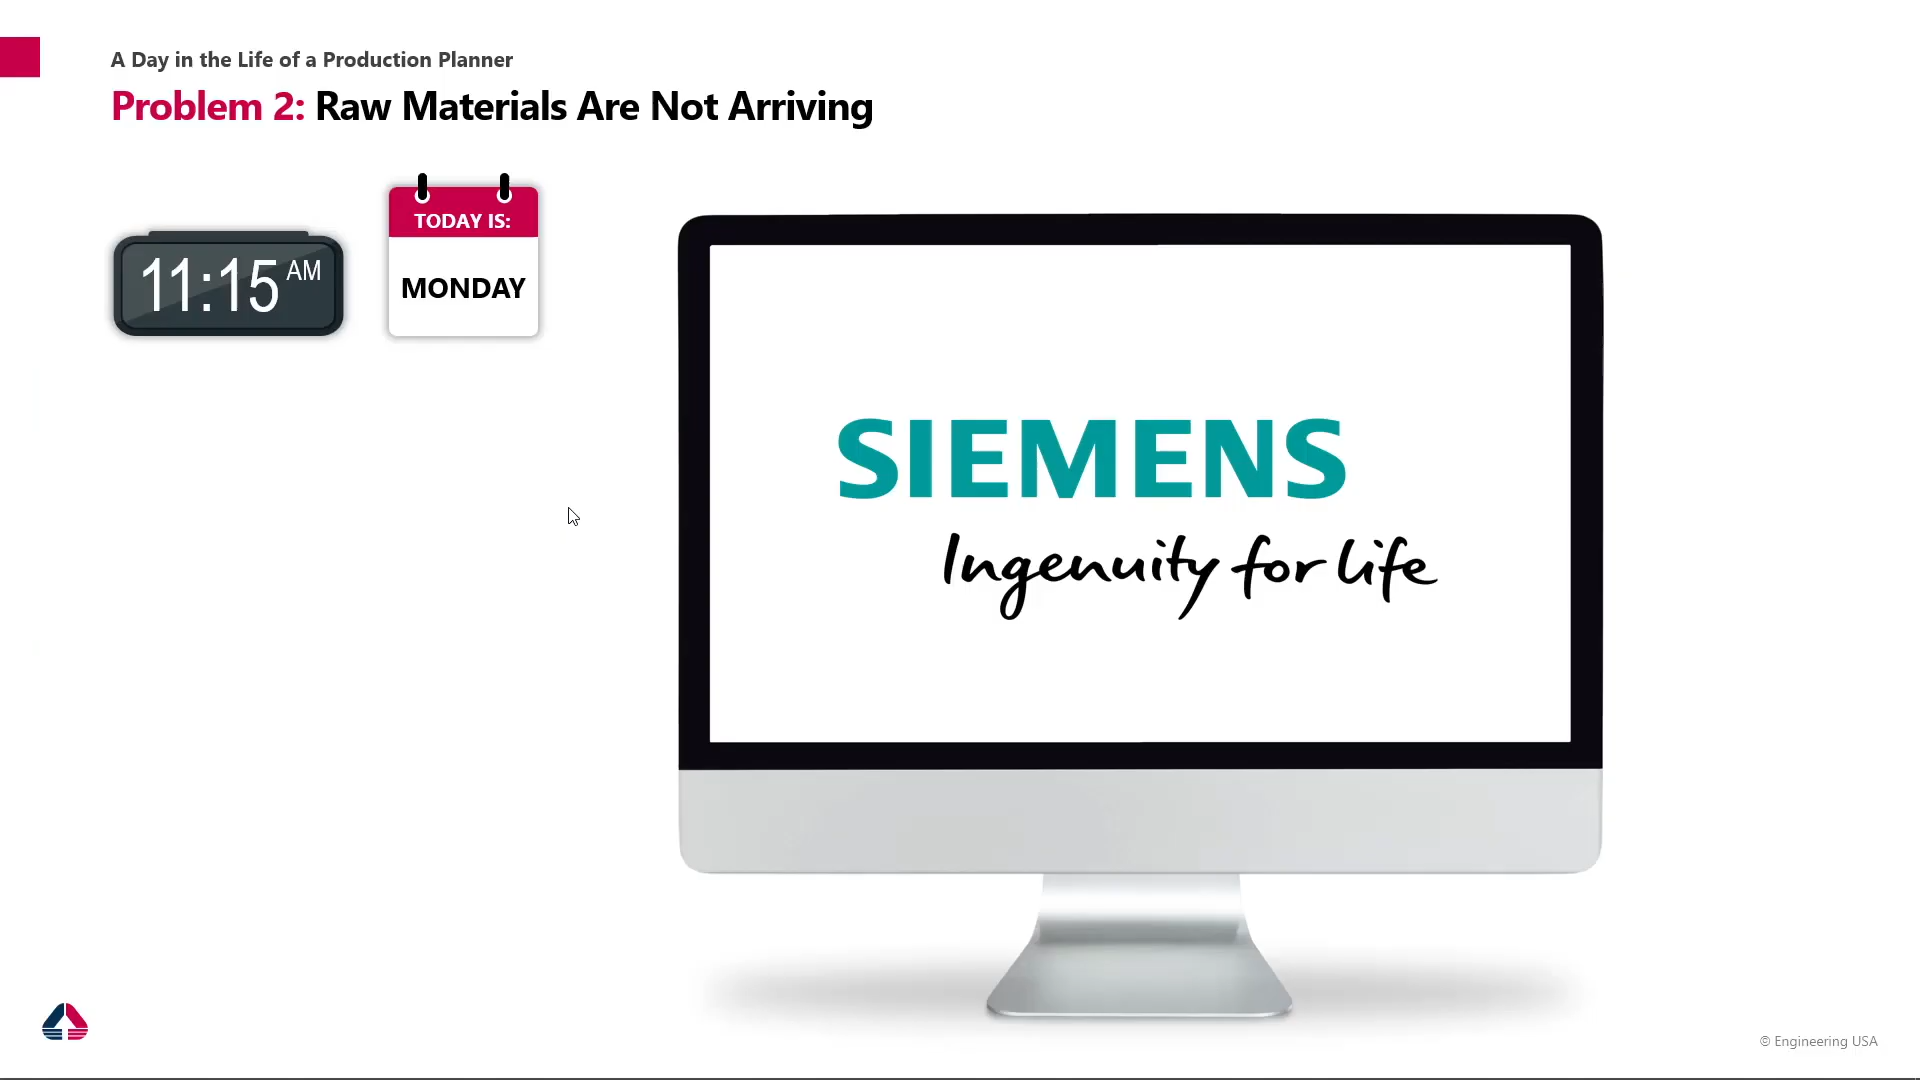 A Day in the Life of a Production Planner
Problem 2: Raw Materials Are Not Arriving
11:15 AM
TODAY IS:
MONDAY
SIEMENS
Ingenuity for life
© Engineering USA